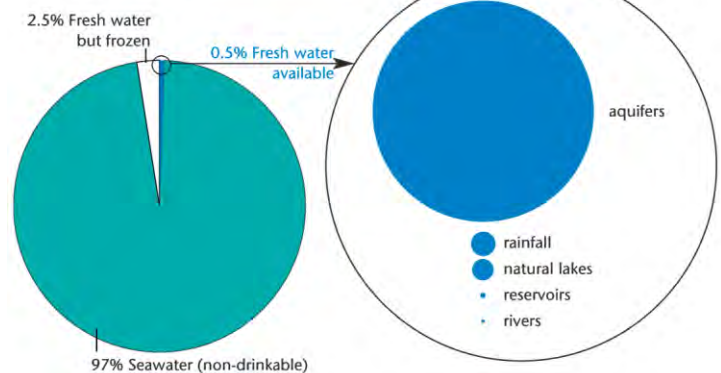 2.5% Fresh water
but frozen
0.5% Fresh water
available
aquifers
rainfall
natural lakes
reservoirs
rivers
97% Seawater (non-drinkable)